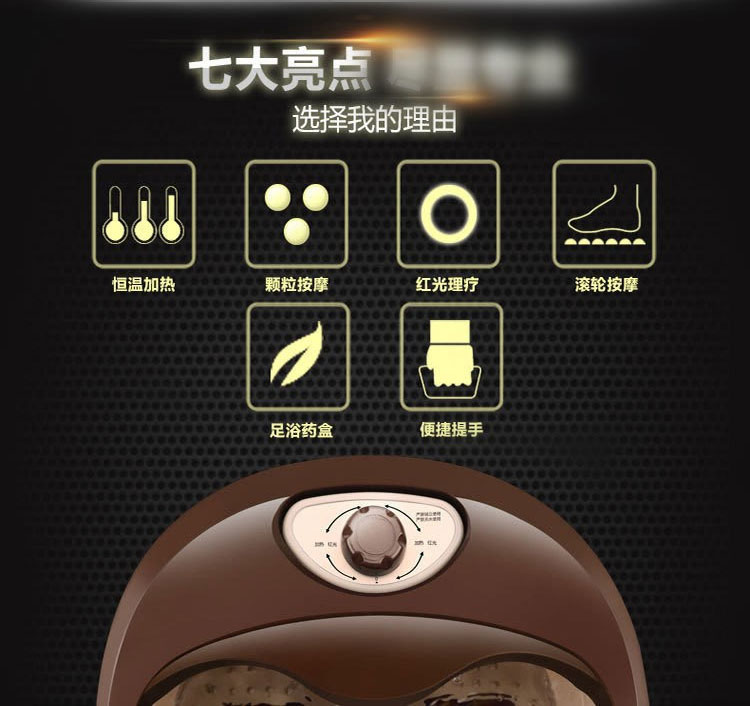 七大亮点
选择我的理由
恒温加热 颗粒按摩 红光理疗 滚轮按摩
足浴药盒 便捷提手
加热 红光 加热 红光